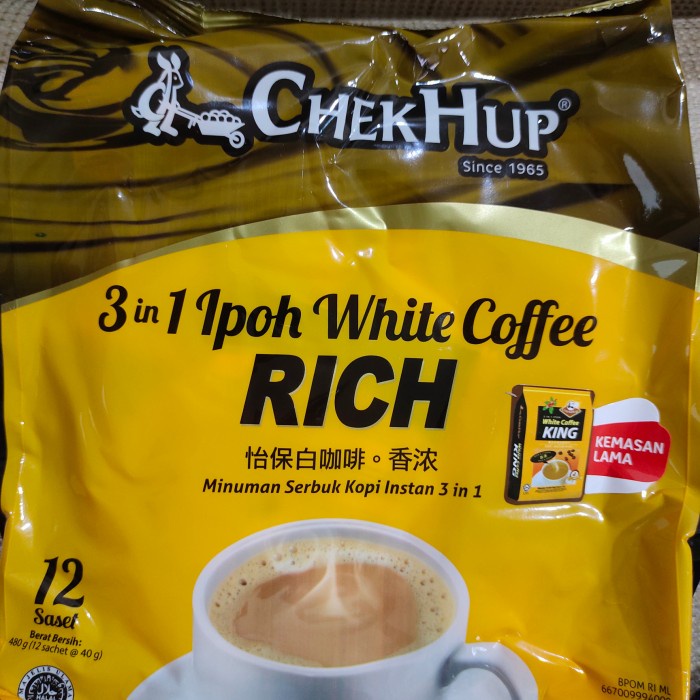 CHEKHUP®
Since 1965
3 in 1 Ipoh White Coffee
RICH
怡保白咖啡。香浓
Minuman Serbuk Kopi Instan 3 in 1
White Coffee
KING
KEMASAN
LAMA
12
Saset
Berat Bersih:
480 g (12 sachet @ 40 g)
HALAL
BPOM RI ML